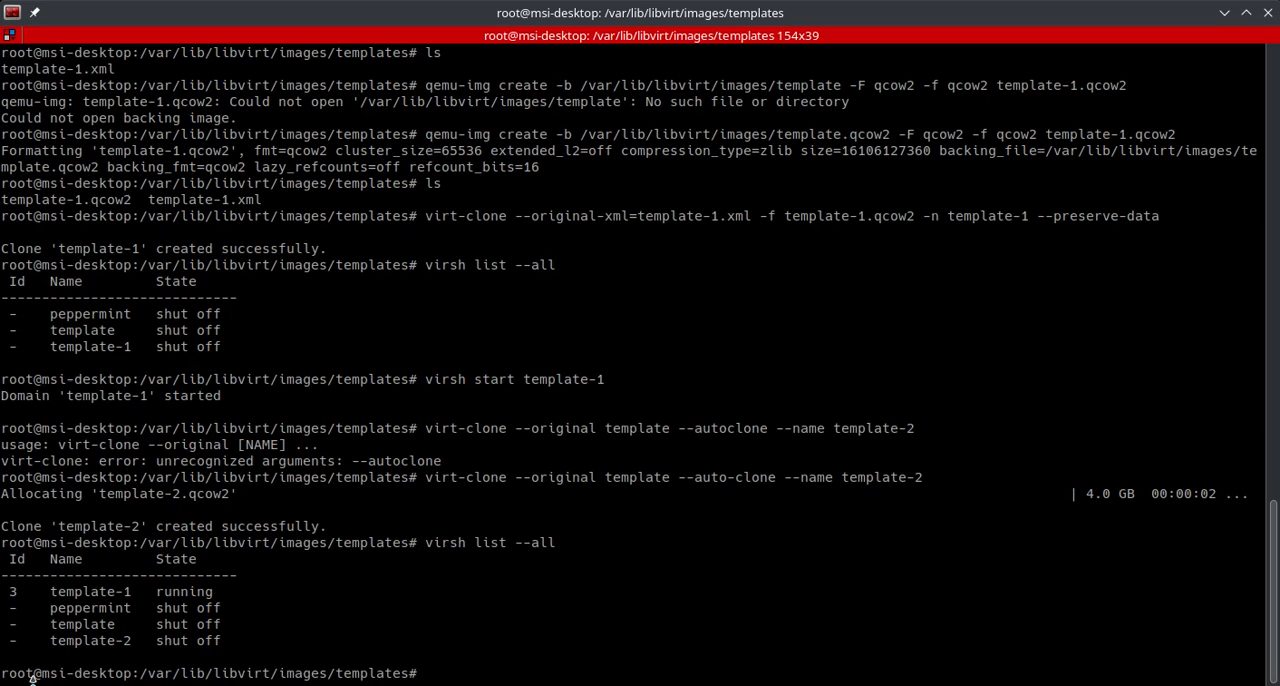 root@msi-desktop: /var/lib/libvirt/images/templates
root@msi-desktop: /var/lib/libvirt/images/templates 154x39
root@msi-desktop:/var/lib/libvirt/images/templates# ls
template-1.xml
root@msi-desktop:/var/lib/libvirt/images/templates# qemu-img create -b /var/lib/libvirt/images/template -F qcow2 -f qcow2 template-1.qcow2
qemu-img: template-1.qcow2: Could not open '/var/lib/libvirt/images/template': No such file or directory
Could not open backing image.
root@msi-desktop:/var/lib/libvirt/images/templates# qemu-img create -b /var/lib/libvirt/images/template.qcow2 -F qcow2 -f qcow2 template-1.qcow2
Formatting 'template-1.qcow2', fmt=qcow2 cluster_size=65536 extended_l2=off compression_type=zlib size=16106127360 backing_file=/var/lib/libvirt/images/te
mplate.qcow2 backing_fmt=qcow2 lazy_refcounts=off refcount_bits=16
root@msi-desktop:/var/lib/libvirt/images/templates# ls
template-1.qcow2  template-1.xml
root@msi-desktop:/var/lib/libvirt/images/templates# virt-clone --original-xml=template-1.xml -f template-1.qcow2 -n template-1 --preserve-data
Clone 'template-1' created successfully.
root@msi-desktop:/var/lib/libvirt/images/templates# virsh list --all
 Id   Name         State
-----------------------------
 -    peppermint   shut off
 -    template     shut off
 -    template-1   shut off
root@msi-desktop:/var/lib/libvirt/images/templates# virsh start template-1
Domain 'template-1' started
root@msi-desktop:/var/lib/libvirt/images/templates# virt-clone --original template --autoclone --name template-2
usage: virt-clone --original [NAME] ...
virt-clone: error: unrecognized arguments: --autoclone
root@msi-desktop:/var/lib/libvirt/images/templates# virt-clone --original template --auto-clone --name template-2
Allocating 'template-2.qcow2' | 4.0 GB  00:00:02 ...
Clone 'template-2' created successfully.
root@msi-desktop:/var/lib/libvirt/images/templates# virsh list --all
 Id   Name         State
-----------------------------
 3    template-1   running
 -    peppermint   shut off
 -    template     shut off
 -    template-2   shut off
root@msi-desktop:/var/lib/libvirt/images/templates#